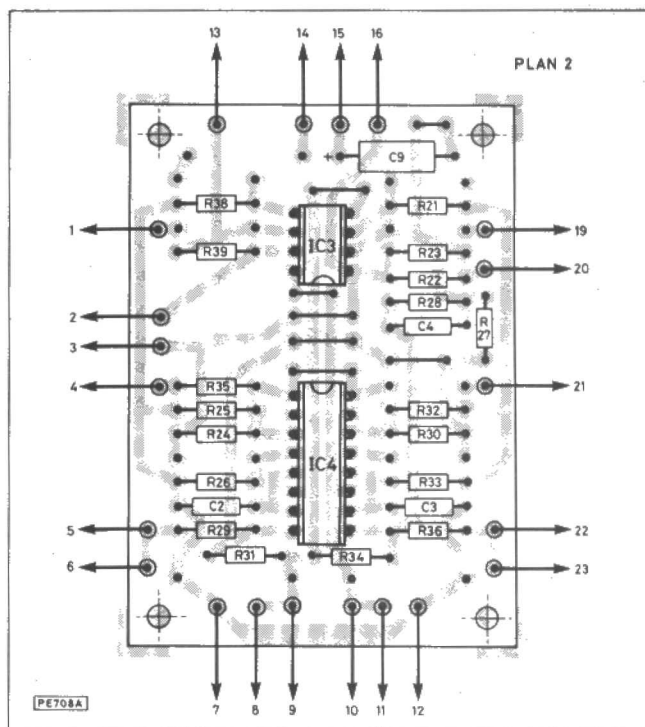 13 14 15 16
PLAN 2
+ C9
R38 R21
1 IC3 19
R39 R23
20
R22
R28
2 C4 R 27
3
4 R35 21
R25 R32
R24 R30
IC4
R26 R33
C2 C3
5 R29 R36 22
R31 R34
6 23
7 8 9 10 11 12
PE708A